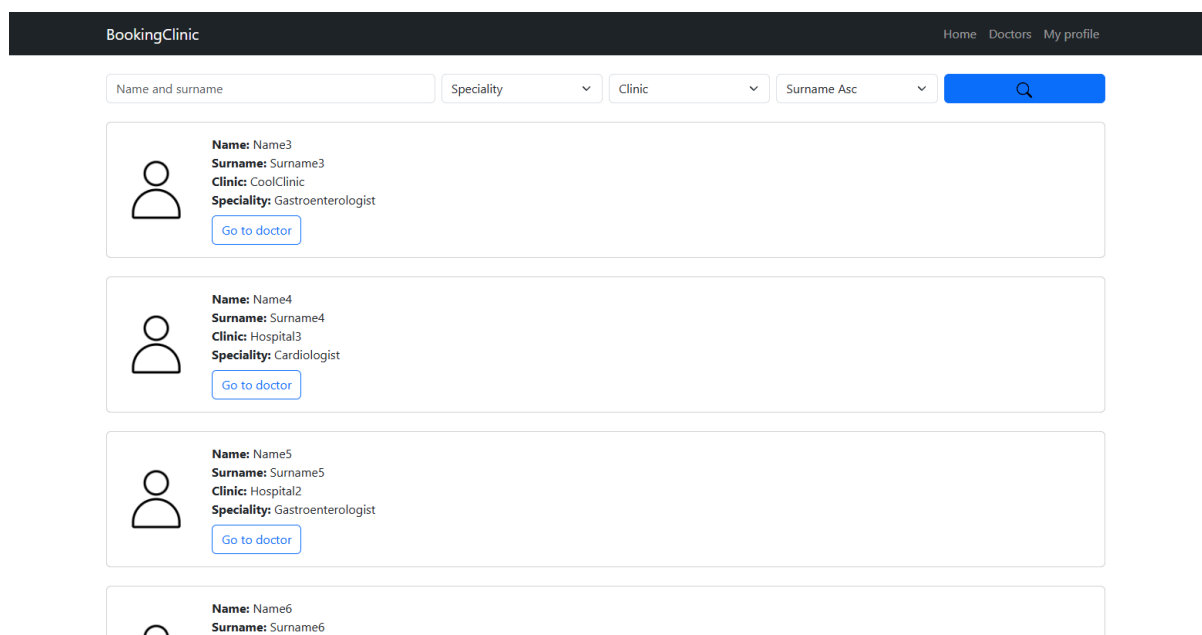 BookingClinic Home Doctors My profile
Name and surname Speciality Clinic Surname Asc
Name: Name3
Surname: Surname3
Clinic: CoolClinic
Speciality: Gastroenterologist
Go to doctor
Name: Name4
Surname: Surname4
Clinic: Hospital3
Speciality: Cardiologist
Go to doctor
Name: Name5
Surname: Surname5
Clinic: Hospital2
Speciality: Gastroenterologist
Go to doctor
Name: Name6
Surname: Surname6